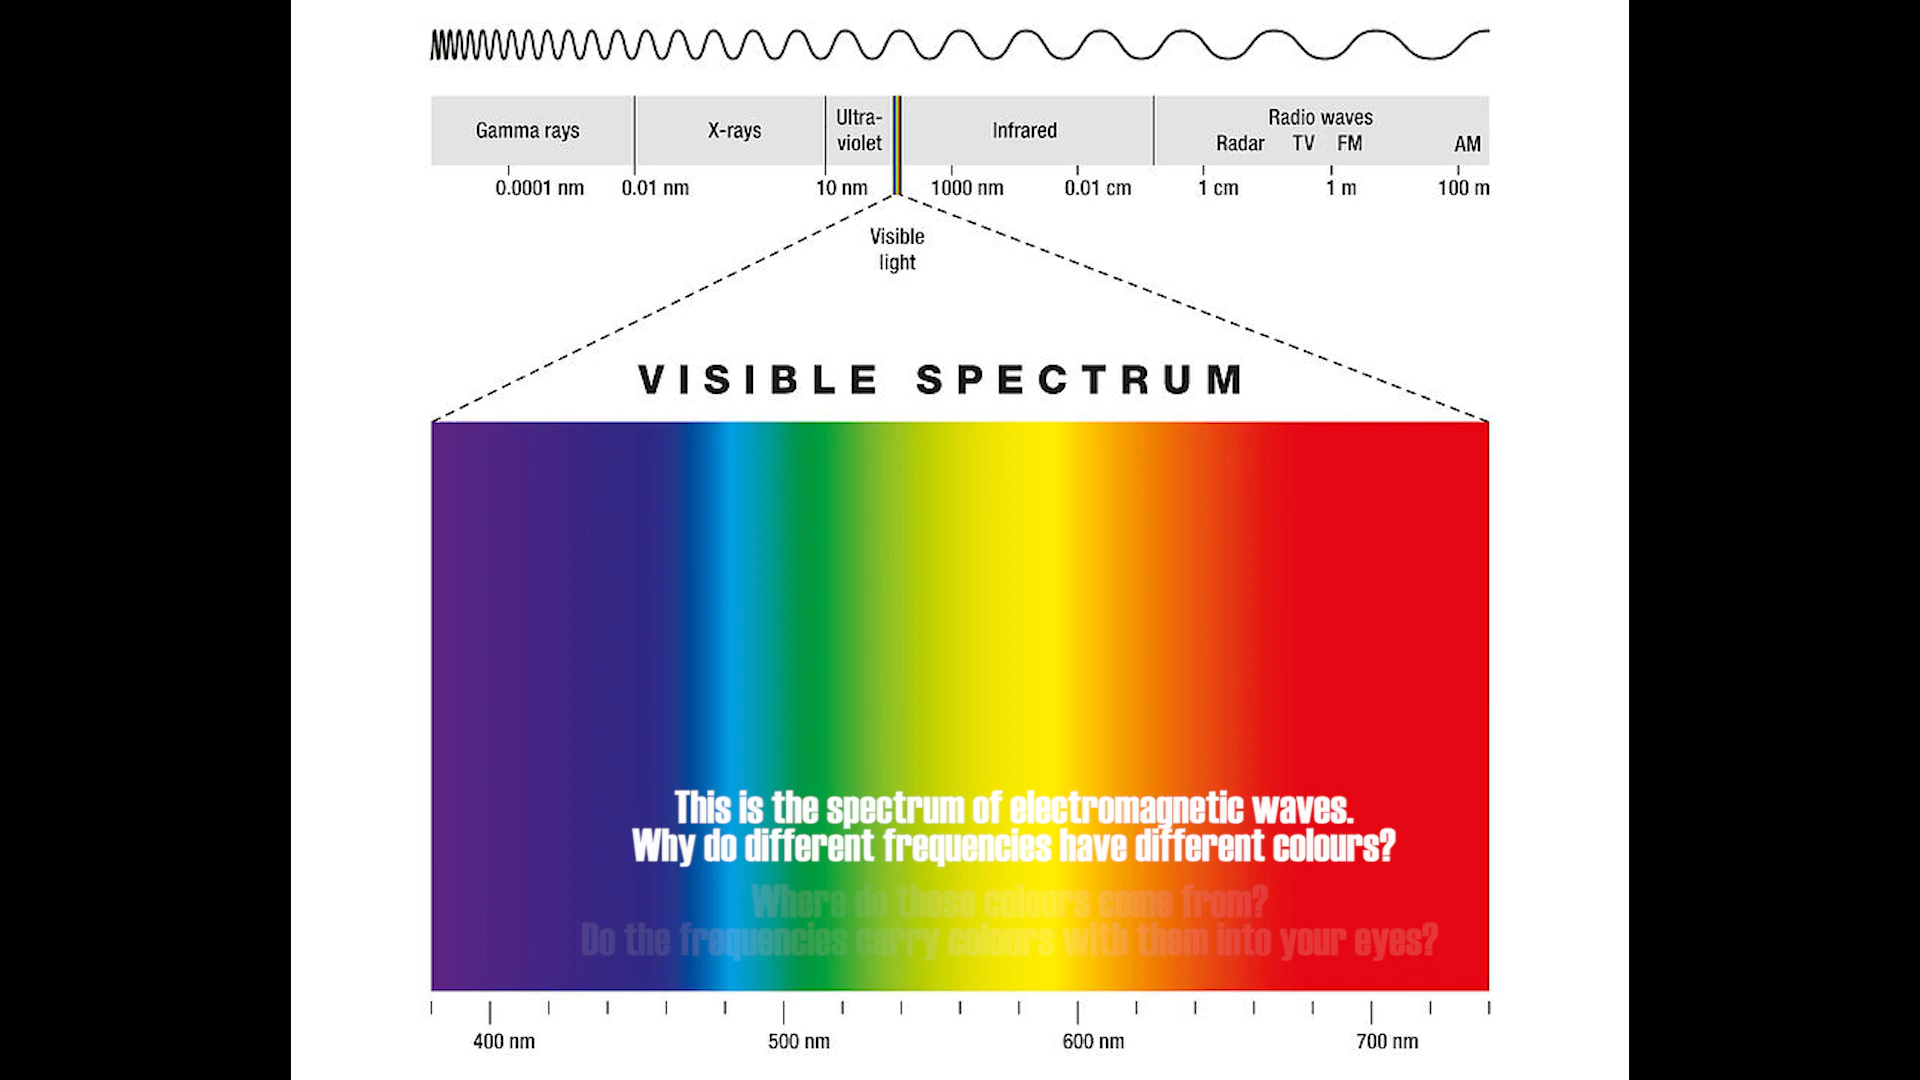 Gamma rays
X-rays
Ultra-
violet
Infrared
Radio waves
Radar TV FM AM
0.0001 nm 0.01 nm 10 nm 1000 nm 0.01 cm 1 cm 1 m 100 m
Visible
light
VISIBLE SPECTRUM
This is the spectrum of electromagnetic waves.
Why do different frequencies have different colours?
Where do these colours come from?
Do the frequencies carry colours with them into your eyes?
400 nm 500 nm 600 nm 700 nm